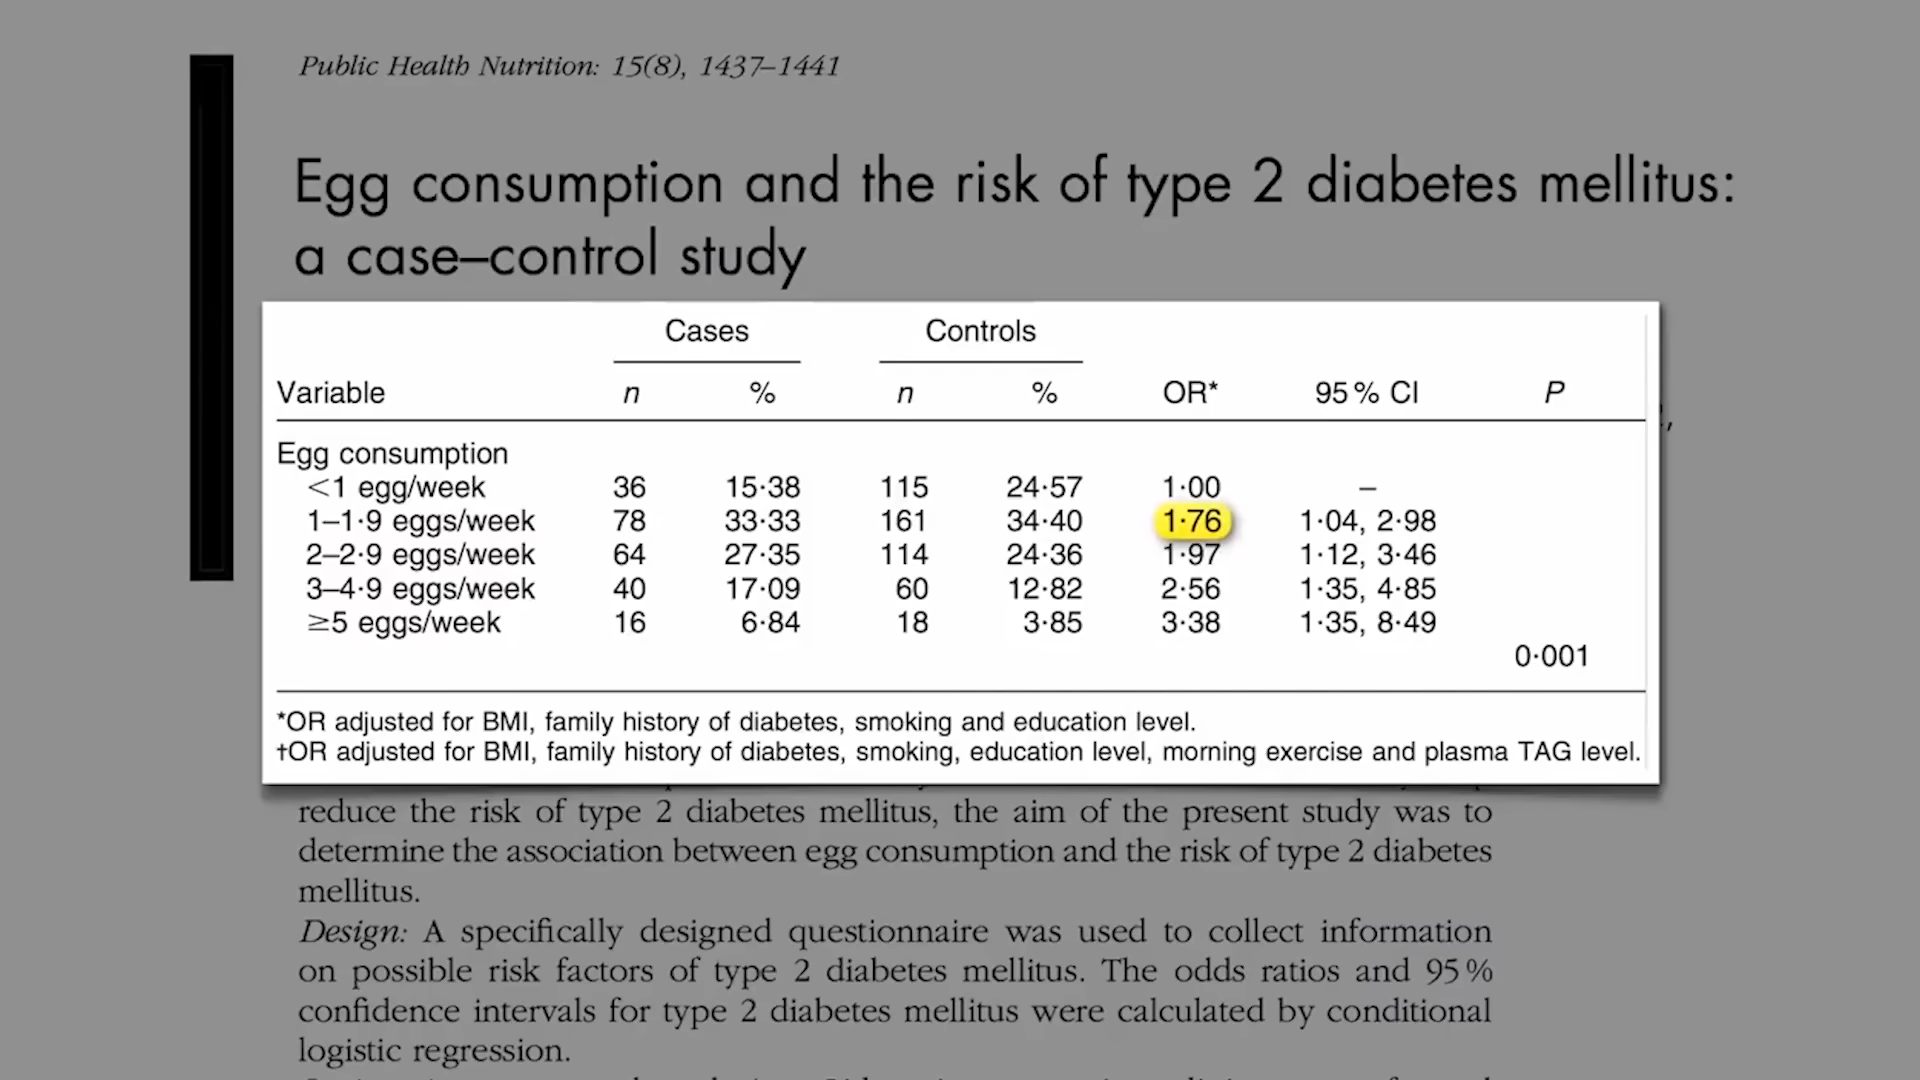 Public Health Nutrition: 15(8), 1437–1441
Egg consumption and the risk of type 2 diabetes mellitus:
a case–control study
Cases Controls
Variable n % n % OR* 95 % CI P
Egg consumption
<1 egg/week 36 15·38 115 24·57 1·00 –
1–1·9 eggs/week 78 33·33 161 34·40 1·76 1·04, 2·98
2–2·9 eggs/week 64 27·35 114 24·36 1·97 1·12, 3·46
3–4·9 eggs/week 40 17·09 60 12·82 2·56 1·35, 4·85
≥5 eggs/week 16 6·84 18 3·85 3·38 1·35, 8·49
0·001
*OR adjusted for BMI, family history of diabetes, smoking and education level.
†OR adjusted for BMI, family history of diabetes, smoking, education level, morning exercise and plasma TAG level.
reduce the risk of type 2 diabetes mellitus, the aim of the present study was to
determine the association between egg consumption and the risk of type 2 diabetes
mellitus.
Design: A specifically designed questionnaire was used to collect information
on possible risk factors of type 2 diabetes mellitus. The odds ratios and 95 %
confidence intervals for type 2 diabetes mellitus were calculated by conditional
logistic regression.